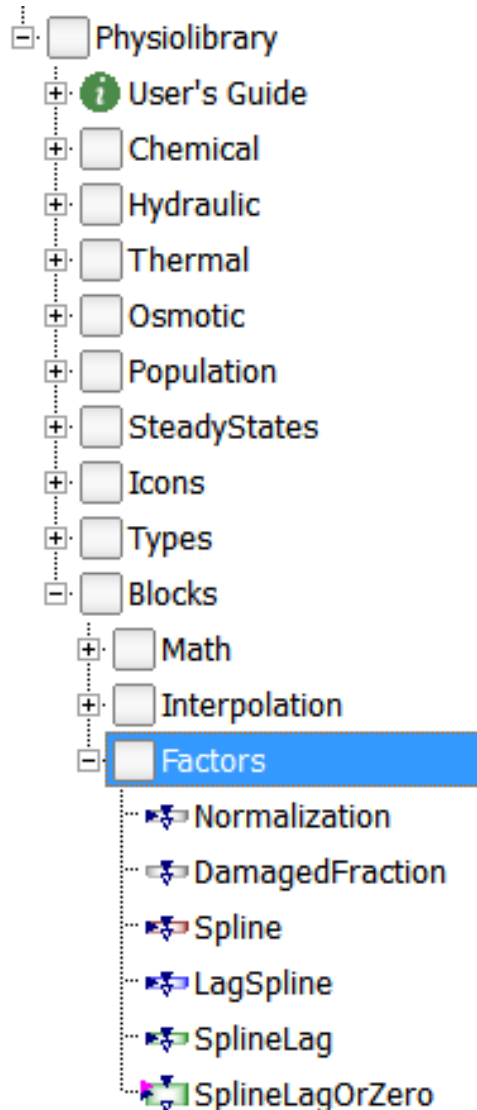 Physiolibrary
User's Guide
Chemical
Hydraulic
Thermal
Osmotic
Population
SteadyStates
Icons
Types
Blocks
Math
Interpolation
Factors
Normalization
DamagedFraction
Spline
LagSpline
SplineLag
SplineLagOrZero